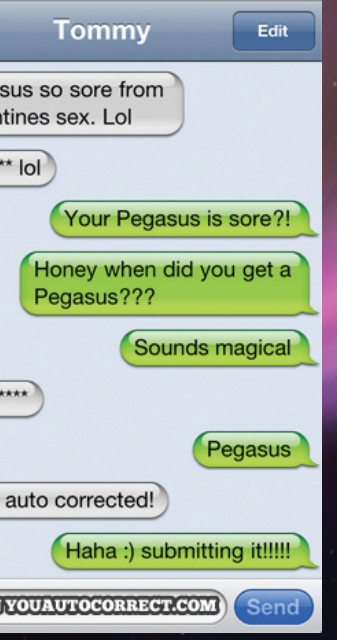 Tommy
Edit
sus so sore from
tines sex. Lol
** lol
Your Pegasus is sore?!
Honey when did you get a
Pegasus???
Sounds magical
****
Pegasus
auto corrected!
Haha :) submitting it!!!!!
YOUAUTOCORRECT.COM
Send